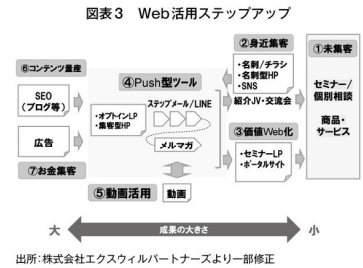 図表3　Web活用ステップアップ
⑥コンテンツ量産
SEO
(ブログ等)
広告
⑦お金集客
④Push型ツール
・オプトインLP
・集客型HP
ステップメール/LINE
メルマガ
⑤動画活用
動画
②身近集客
・名刺/チラシ
・名刺型HP
・SNS
紹介JV・交流会
③価値Web化
・セミナーLP
・ポータルサイト
①未集客
セミナー/
個別相談
商品・
サービス
大
成果の大きさ
小
出所：株式会社エクスウィルパートナーズより一部修正